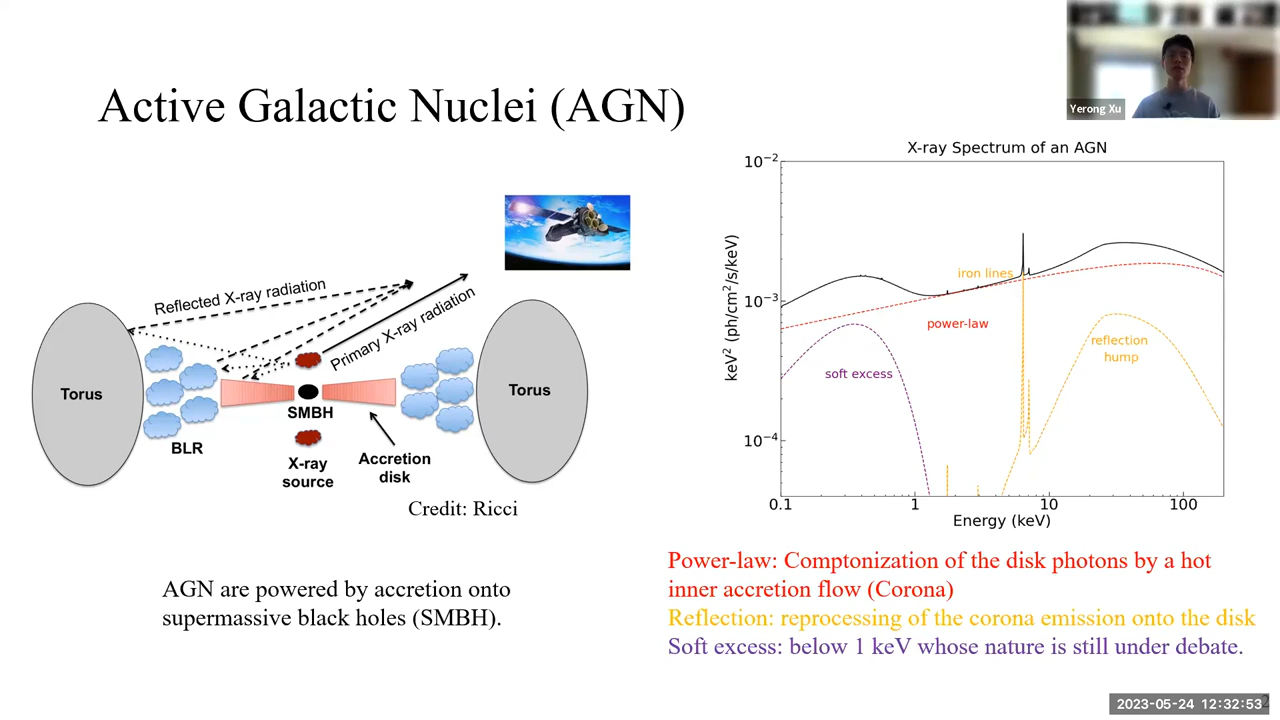 Yerong Xu
Active Galactic Nuclei (AGN)
Reflected X-ray radiation
Primary X-ray radiation
Torus
BLR
SMBH
X-ray
source
Accretion
disk
Torus
Credit: Ricci
AGN are powered by accretion onto
supermassive black holes (SMBH).
X-ray Spectrum of an AGN
keV² (ph/cm²/s/keV)
10⁻²
10⁻³
10⁻⁴
iron lines
power-law
soft excess
reflection
hump
0.1 1 10 100
Energy (keV)
Power-law: Comptonization of the disk photons by a hot
inner accretion flow (Corona)
Reflection: reprocessing of the corona emission onto the disk
Soft excess: below 1 keV whose nature is still under debate.
2023-05-24 12:32:53
2